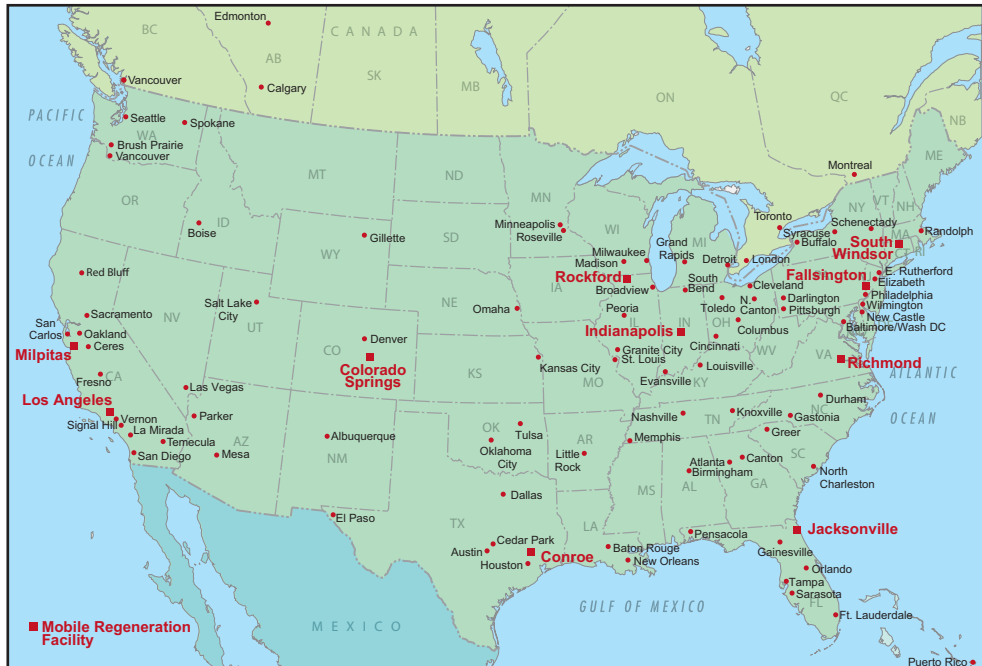 Edmonton
BC
CANADA
AB
SK
MB
ON
QC
NB
Vancouver
Calgary
PACIFIC
OCEAN
Seattle
Spokane
WA
Brush Prairie
Vancouver
Montreal
ME
MT
ND
MN
OR
ID
Boise
WY
Gillette
SD
Minneapolis
Roseville
WI
MI
Toronto
NY
VT
NH
Schenectady
Syracuse
Buffalo
MA
Randolph
South
Windsor
CT
RI
Milwaukee
Madison
Grand
Rapids
Detroit
London
Rockford
Broadview
South
Bend
Cleveland
Fallsington
E. Rutherford
Elizabeth
Philadelphia
Wilmington
New Castle
Baltimore/Wash DC
Red Bluff
Salt Lake
City
NE
IA
Omaha
Peoria
Toledo
N.
Canton
Darlington
Pittsburgh
Sacramento
NV
UT
San
Carlos
Oakland
Ceres
Milpitas
Denver
CO
Colorado
Springs
IL
Indianapolis
IN
OH
Columbus
Cincinnati
WV
VA
Richmond
ATLANTIC
OCEAN
Granite City
St. Louis
Kansas City
KS
MO
Evansville
Louisville
KY
Fresno
CA
Las Vegas
Los Angeles
Vernon
Signal Hill
La Mirada
Temecula
San Diego
Parker
AZ
Mesa
Albuquerque
NM
OK
Tulsa
Oklahoma
City
AR
Little
Rock
Nashville
TN
Knoxville
Memphis
Durham
NC
Gastonia
Greer
SC
North
Charleston
Atlanta
Canton
Birmingham
MS
AL
GA
Dallas
El Paso
TX
LA
Cedar Park
Austin
Houston
Conroe
Baton Rouge
New Orleans
Pensacola
Jacksonville
Gainesville
Orlando
Tampa
Sarasota
FL
Ft. Lauderdale
GULF OF MEXICO
MEXICO
Mobile Regeneration
Facility
Puerto Rico